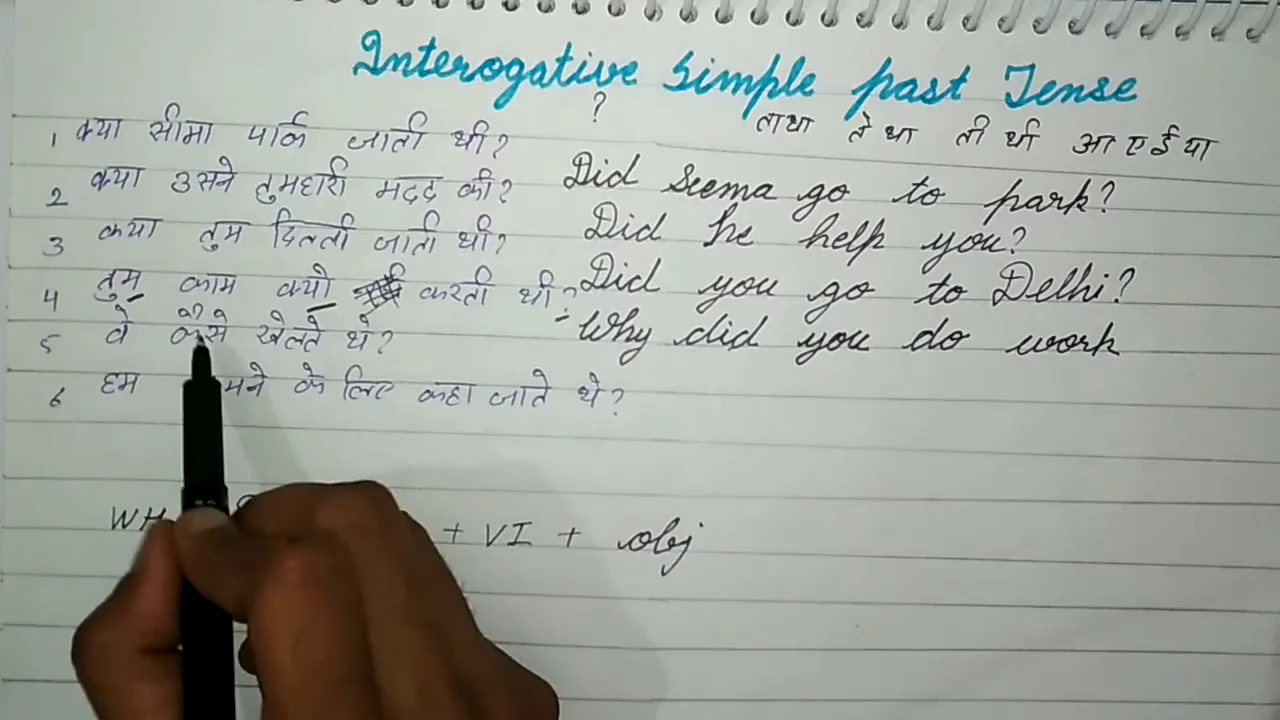 Interogative Simple past Tense
?
ताथा तेथा ती थी आ ए ई या
1 क्या सीमा पार्क जाती थी?
Did Seema go to park?
2 क्या उसने तुमहारी मदद की?
Did he help you?
3 क्या तुम दिल्ली जाती थी?
Did you go to Delhi?
4 तुम काम क्यो करती थी?
Why did you do work
5 वे कैसे खेलते थे?
6 हम के लिए कहा जाते थे?
WH + VI + obj